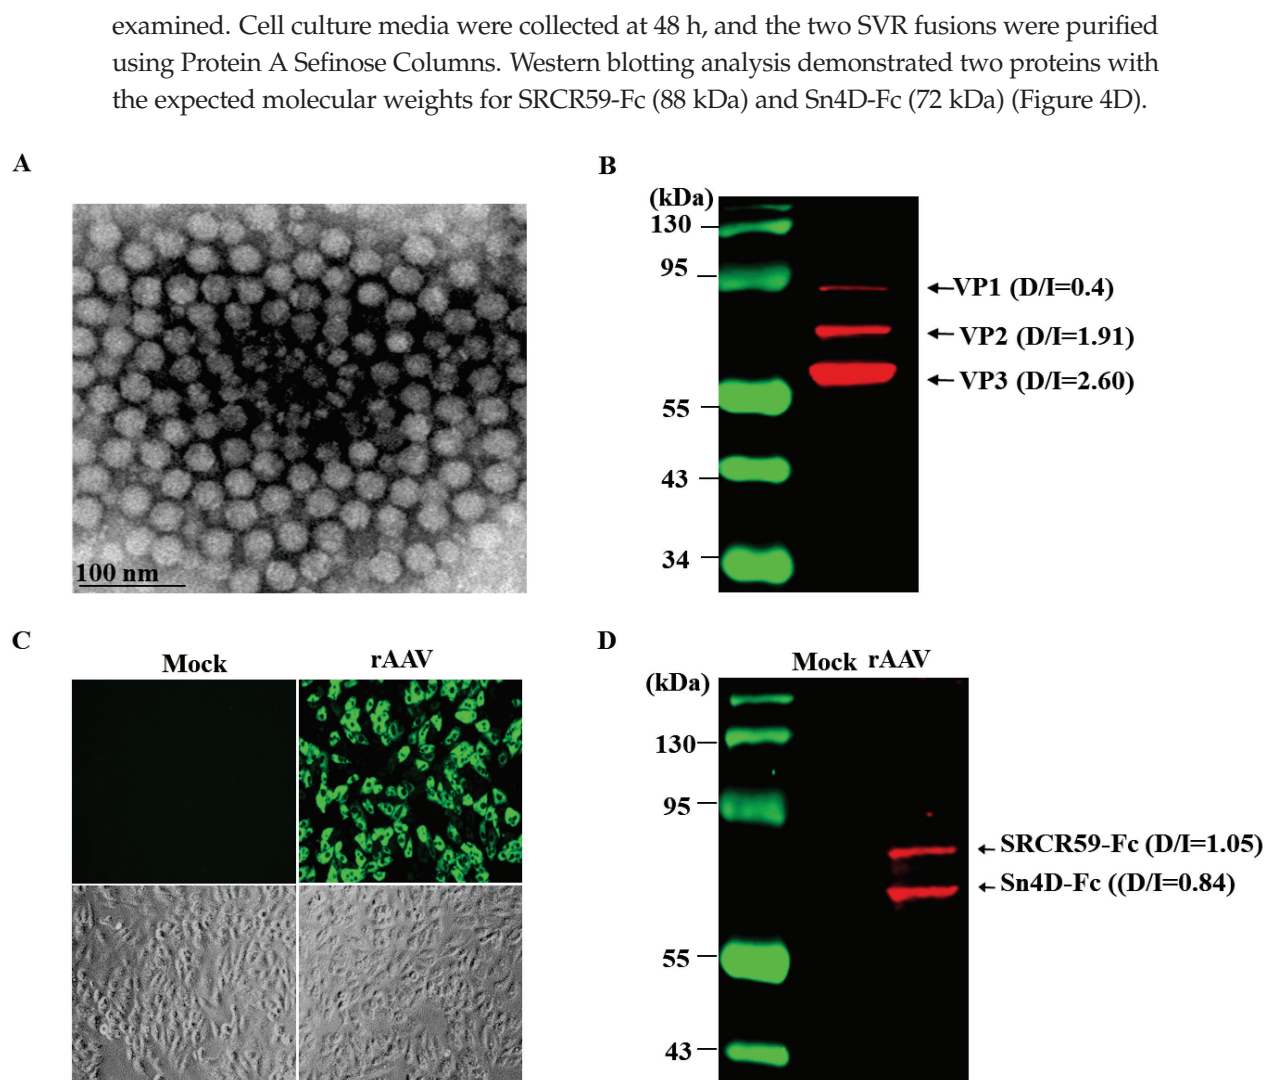 examined. Cell culture media were collected at 48 h, and the two SVR fusions were purified
using Protein A Sefinose Columns. Western blotting analysis demonstrated two proteins with
the expected molecular weights for SRCR59-Fc (88 kDa) and Sn4D-Fc (72 kDa) (Figure 4D).
A
100 nm
B
(kDa)
130
95
55
43
34
VP1 (D/I=0.4)
VP2 (D/I=1.91)
VP3 (D/I=2.60)
C
Mock
rAAV
D
Mock rAAV
(kDa)
130
95
55
43
SRCR59-Fc (D/I=1.05)
Sn4D-Fc ((D/I=0.84)